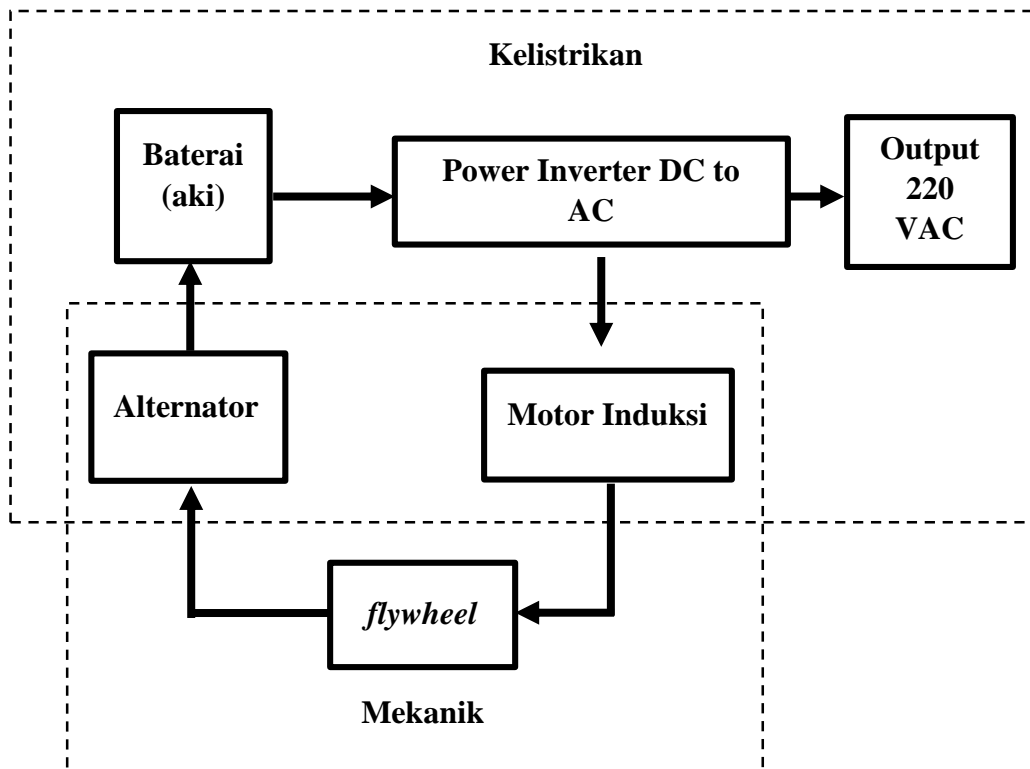 Kelistrikan
Baterai
(aki)
Power Inverter DC to
AC
Output
220
VAC
Alternator
Motor Induksi
flywheel
Mekanik